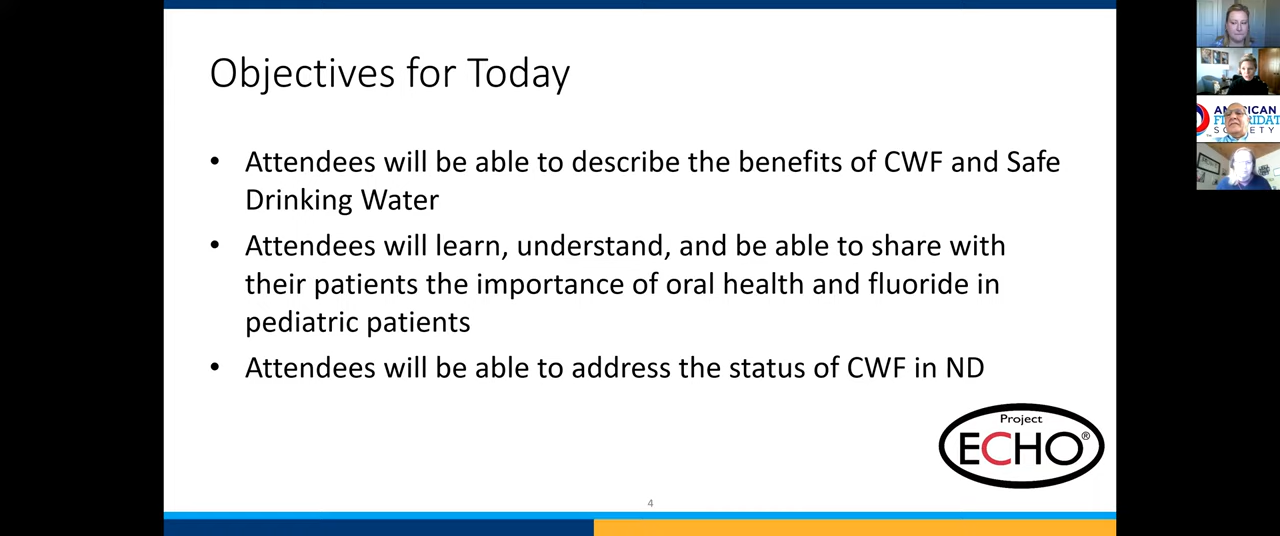 Objectives for Today
• Attendees will be able to describe the benefits of CWF and Safe
Drinking Water
• Attendees will learn, understand, and be able to share with
their patients the importance of oral health and fluoride in
pediatric patients
• Attendees will be able to address the status of CWF in ND
Project
ECHO®
4
SOCIETY